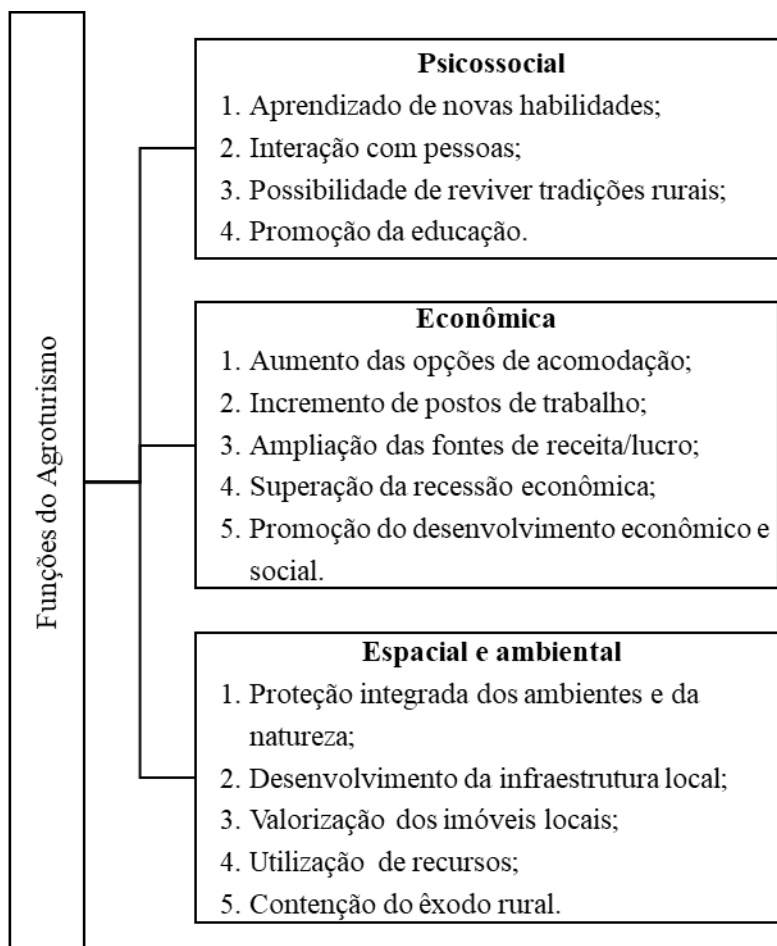 Funções do Agroturismo
Psicossocial
1. Aprendizado de novas habilidades;
2. Interação com pessoas;
3. Possibilidade de reviver tradições rurais;
4. Promoção da educação.
Econômica
1. Aumento das opções de acomodação;
2. Incremento de postos de trabalho;
3. Ampliação das fontes de receita/lucro;
4. Superação da recessão econômica;
5. Promoção do desenvolvimento econômico e
social.
Espacial e ambiental
1. Proteção integrada dos ambientes e da
natureza;
2. Desenvolvimento da infraestrutura local;
3. Valorização dos imóveis locais;
4. Utilização de recursos;
5. Contenção do êxodo rural.